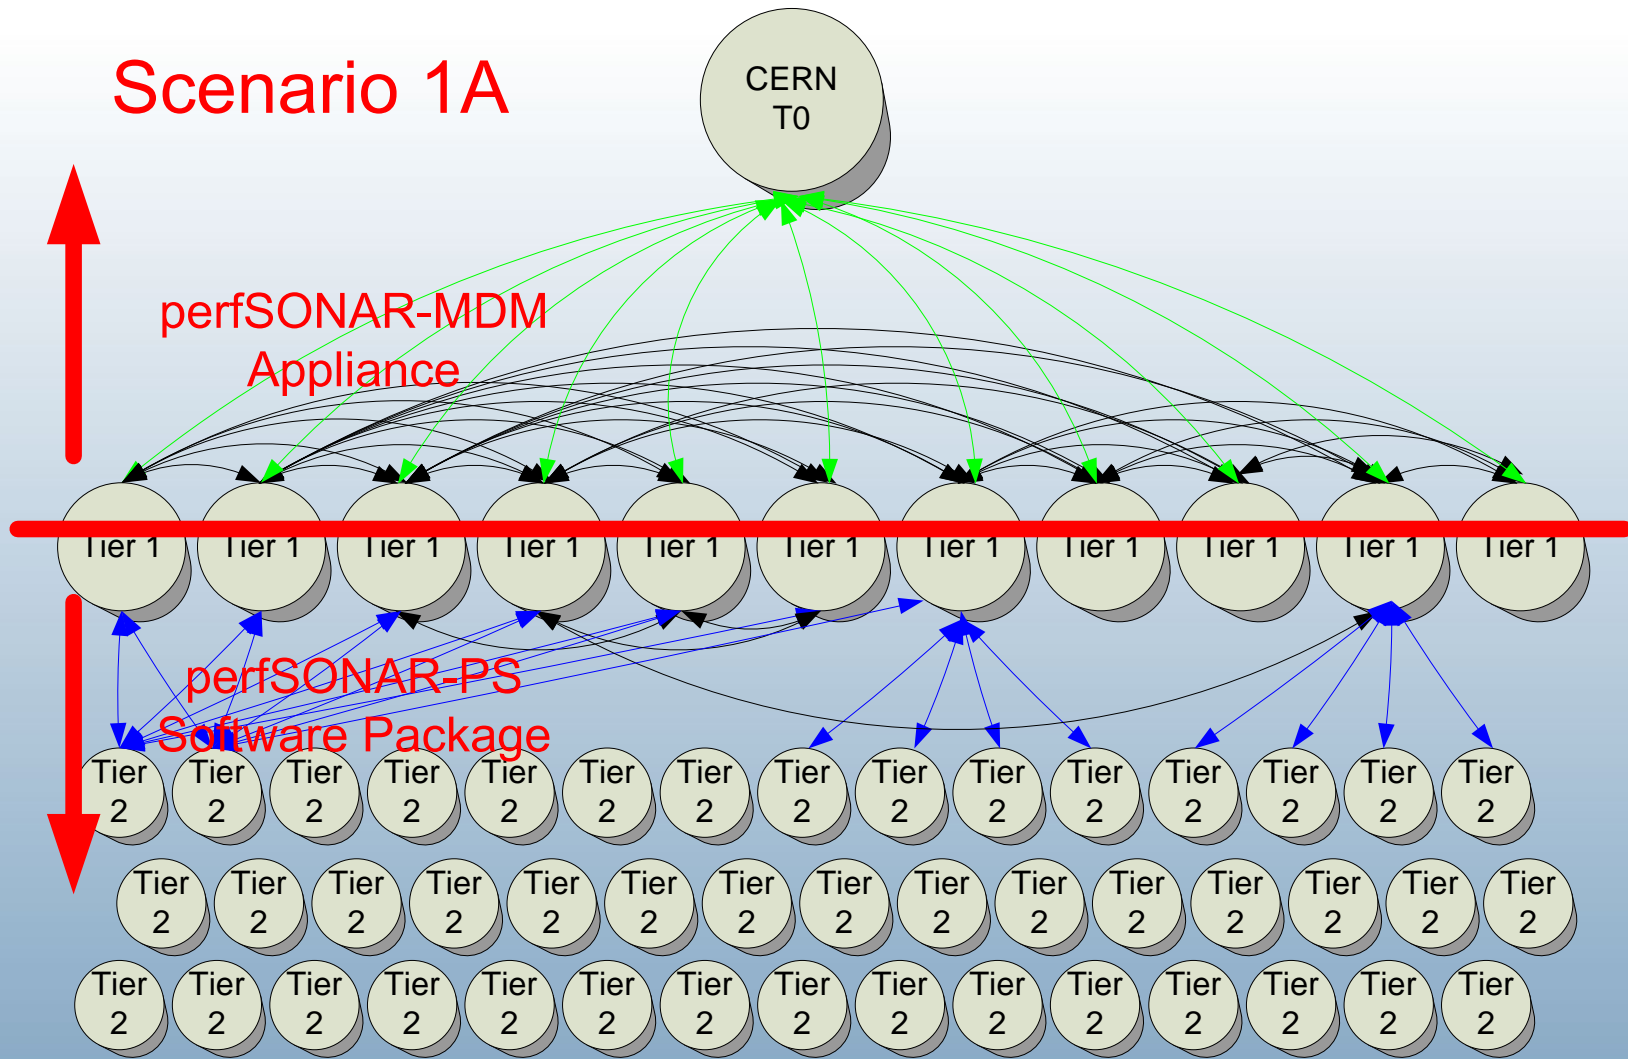 Scenario 1A
CERN
T0
perfSONAR-MDM
Appliance
Tier 1 Tier 1 Tier 1 Tier 1 Tier 1 Tier 1 Tier 1 Tier 1 Tier 1 Tier 1 Tier 1
perfSONAR-PS
Software Package
Tier Tier Tier Tier Tier Tier Tier Tier Tier Tier Tier Tier Tier Tier Tier
2 2 2 2 2 2 2 2 2 2 2 2 2 2 2
Tier Tier Tier Tier Tier Tier Tier Tier Tier Tier Tier Tier Tier Tier Tier
2 2 2 2 2 2 2 2 2 2 2 2 2 2 2
Tier Tier Tier Tier Tier Tier Tier Tier Tier Tier Tier Tier Tier Tier Tier
2 2 2 2 2 2 2 2 2 2 2 2 2 2 2